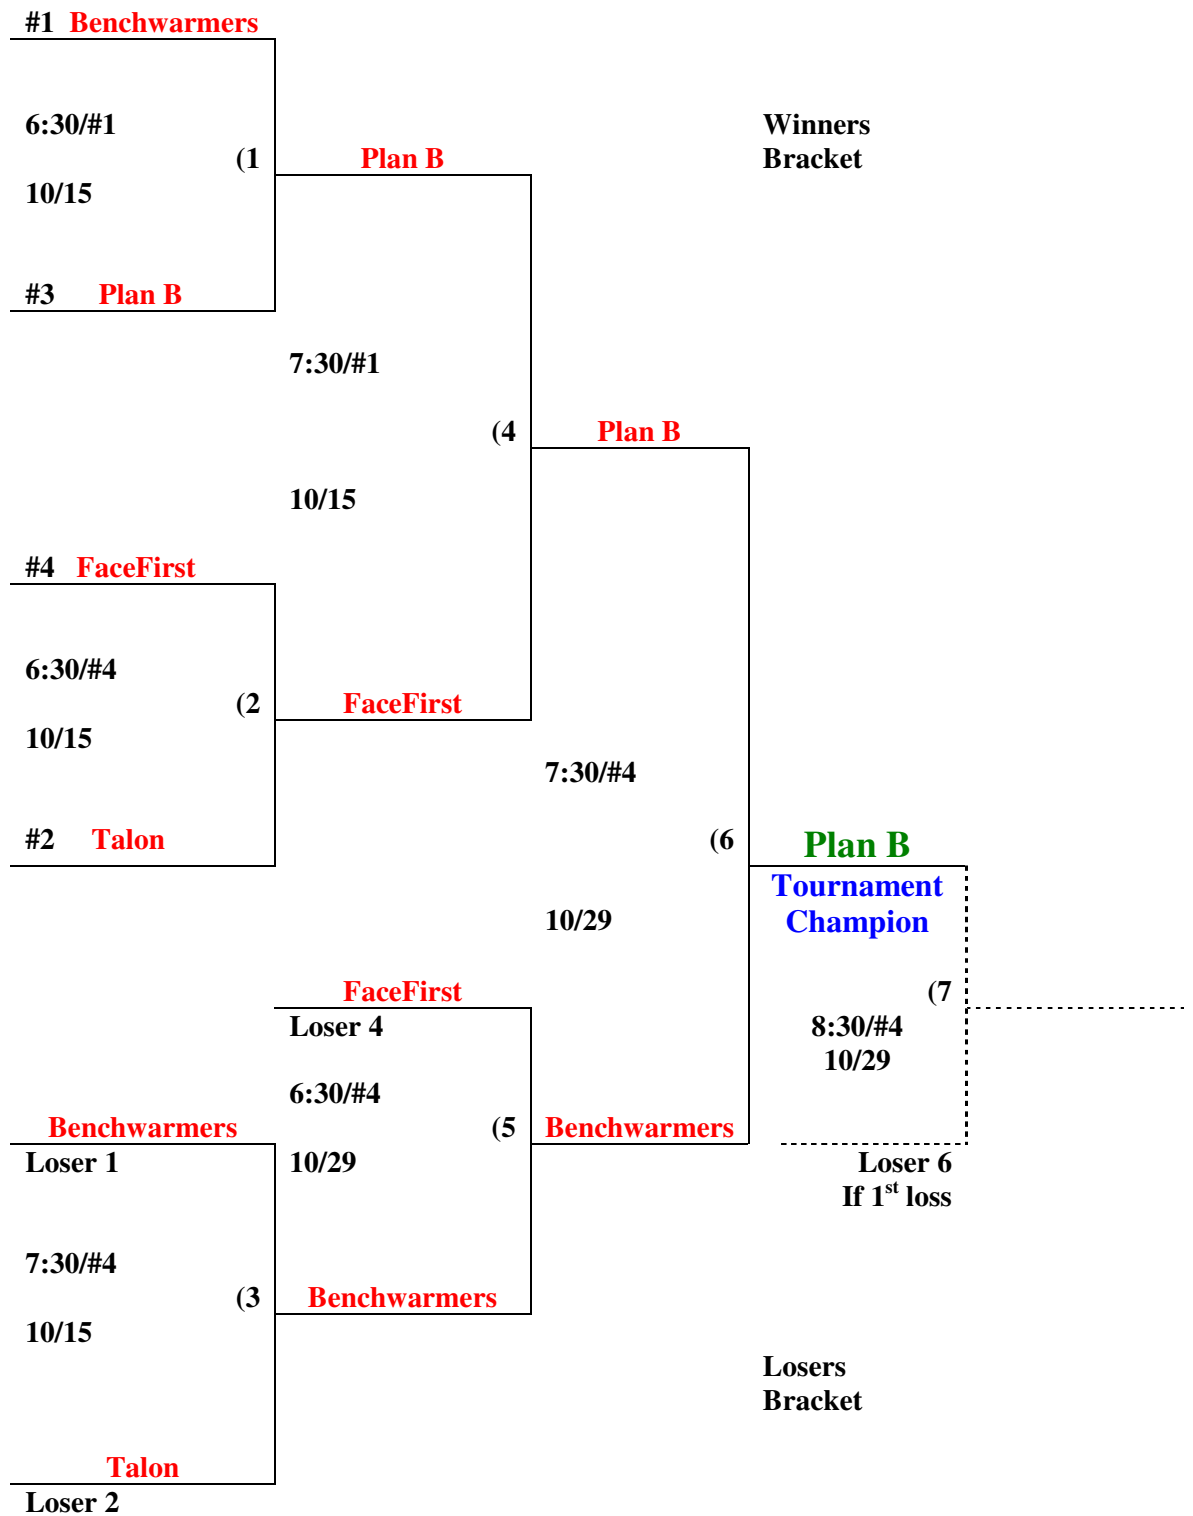 #1 Benchwarmers
6:30/#1
Winners
(1
Plan B
Bracket
10/15
#3 Plan B
7:30/#1
(4
Plan B
10/15
#4 FaceFirst
6:30/#4
(2
FaceFirst
10/15
7:30/#4
#2 Talon
(6
Plan B
Tournament
Champion
10/29
FaceFirst
(7
Loser 4
8:30/#4
10/29
6:30/#4
Benchwarmers
(5
Benchwarmers
Loser 1
10/29
Loser 6
If 1st loss
7:30/#4
(3
Benchwarmers
10/15
Losers
Bracket
Talon
Loser 2